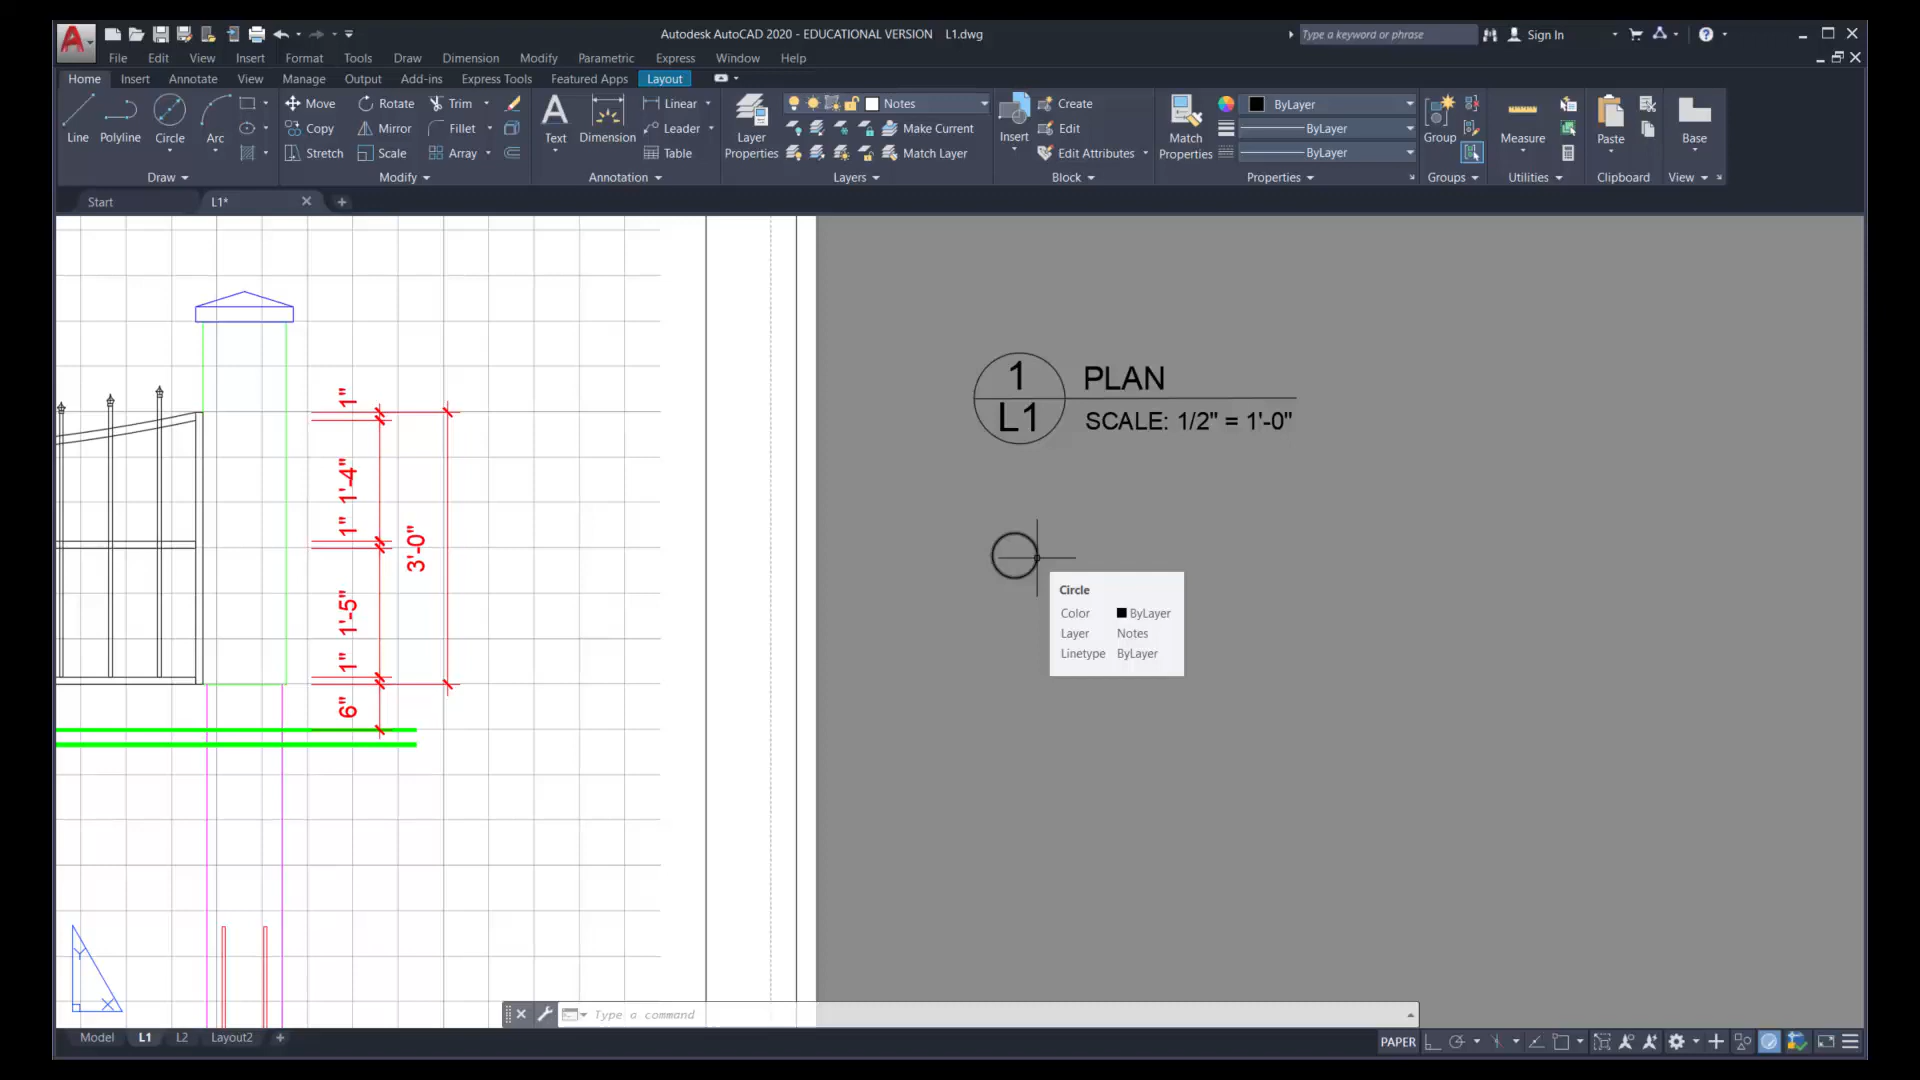 Autodesk AutoCAD 2020 - EDUCATIONAL VERSION L1.dwg
Type a keyword or phrase
Sign In
File Edit View Insert Format Tools Draw Dimension Modify Parametric Express Window Help
Home Insert Annotate View Manage Output Add-ins Express Tools Featured Apps Layout
Line
Polyline
Circle
Arc
Draw
Move
Rotate
Trim
Copy
Mirror
Fillet
Stretch
Scale
Array
Modify
Text
Dimension
Linear
Leader
Table
Annotation
Layer Properties
Notes
Make Current
Match Layer
Layers
Insert
Create
Edit
Edit Attributes
Block
Match Properties
ByLayer
ByLayer
ByLayer
Properties
Group
Groups
Measure
Utilities
Paste
Clipboard
Base
View
Start
L1*
1"
1'-4"
1"
3'-0"
1'-5"
1"
6"
Y
X
1
L1
PLAN
SCALE: 1/2" = 1'-0"
Circle
Color ByLayer
Layer Notes
Linetype ByLayer
Type a command
Model L1 L2 Layout2
PAPER